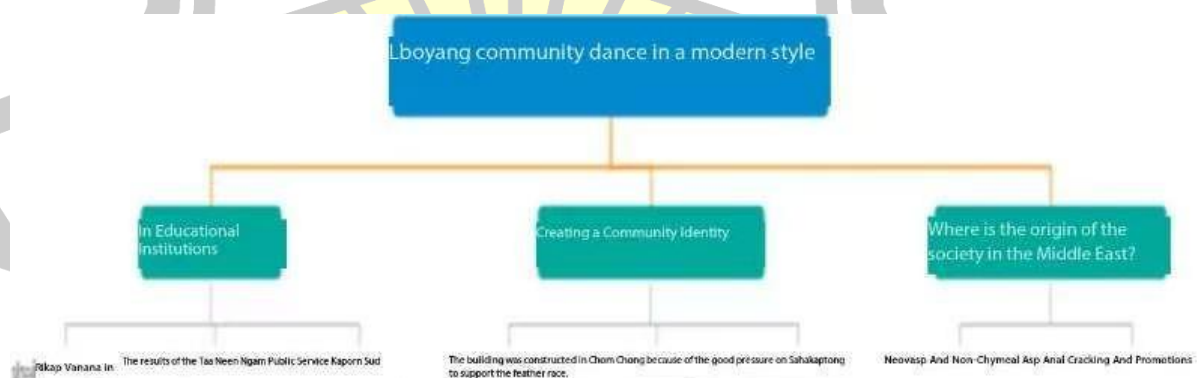 Lboyang community dance in a modern style
In Educational
Institutions
Creating a Community Identity
Where is the origin of the
society in the Middle East?
Rikap Vanana in
The results of the Taa Neen Ngam Public Service Kaporn Sud
The building was constructed in Chom Chong because of the good pressure on Sahakaptong
to support the feather race.
Neovasp And Non-Chymeal Asp Anal Cracking And Promotions